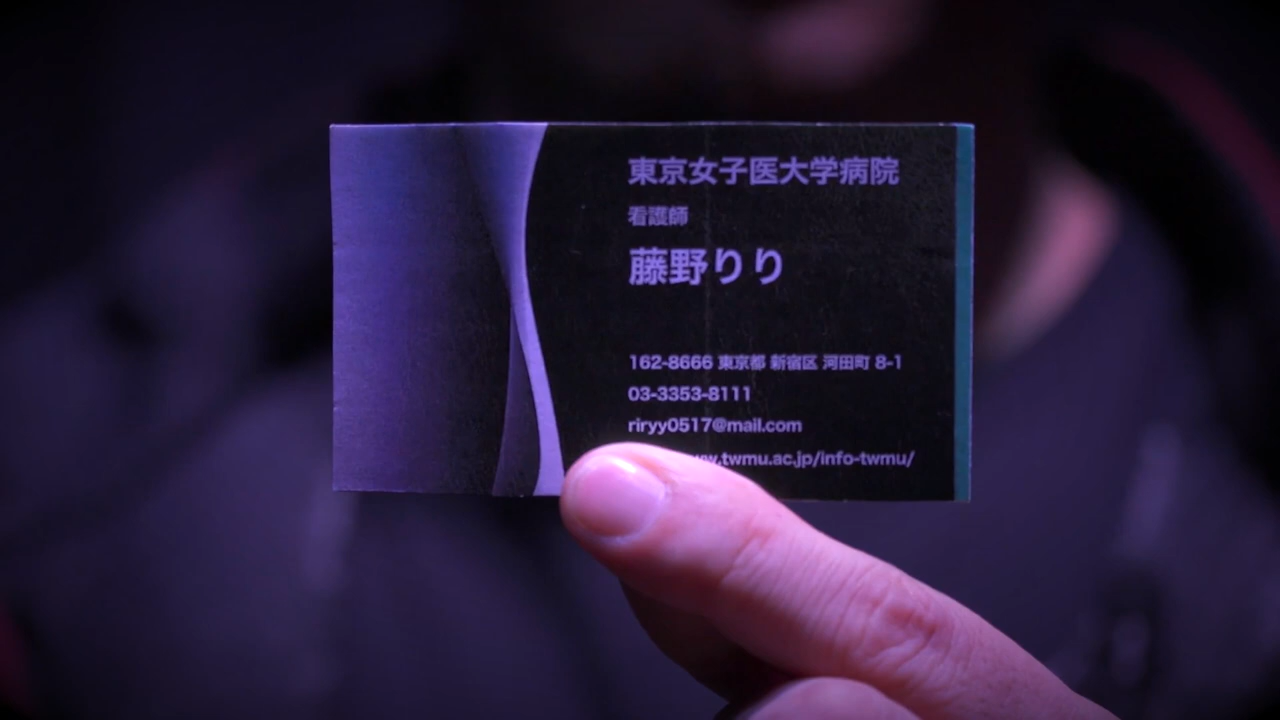 東京女子医大学病院
看護師
藤野りり
162-8666 東京都 新宿区 河田町 8-1
03-3353-8111
riryy0517@mail.com
.twmu.ac.jp/info-twmu/